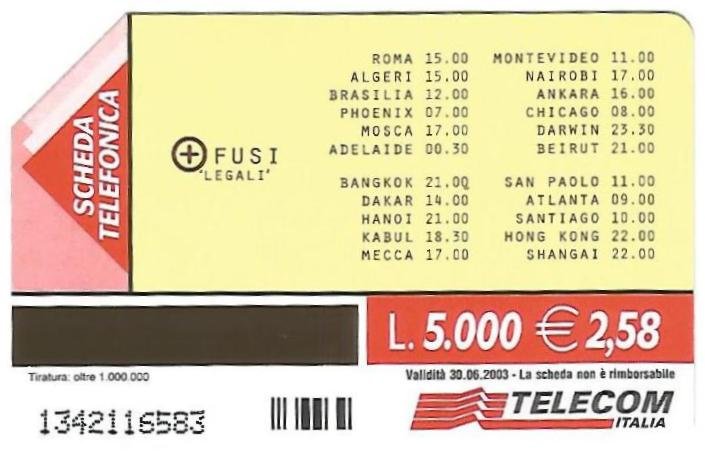 SCHEDA
TELEFONICA
FUSI
"LEGALI"
ROMA 15.00
ALGERI 15.00
BRASILIA 12.00
PHOENIX 07.00
MOSCA 17.00
ADELAIDE 00.30
BANGKOK 21.00
DAKAR 14.00
HANOI 21.00
KABUL 18.30
MECCA 17.00
MONTEVIDEO 11.00
NAIROBI 17.00
ANKARA 16.00
CHICAGO 08.00
DARWIN 23.30
BEIRUT 21.00
SAN PAOLO 11.00
ATLANTA 09.00
SANTIAGO 10.00
HONG KONG 22.00
SHANGAI 22.00
L. 5.000 € 2,58
Tiratura: oltre 1.000.000
Validità 30.06.2003 - La scheda non è rimborsabile
1342116583
TELECOM
ITALIA